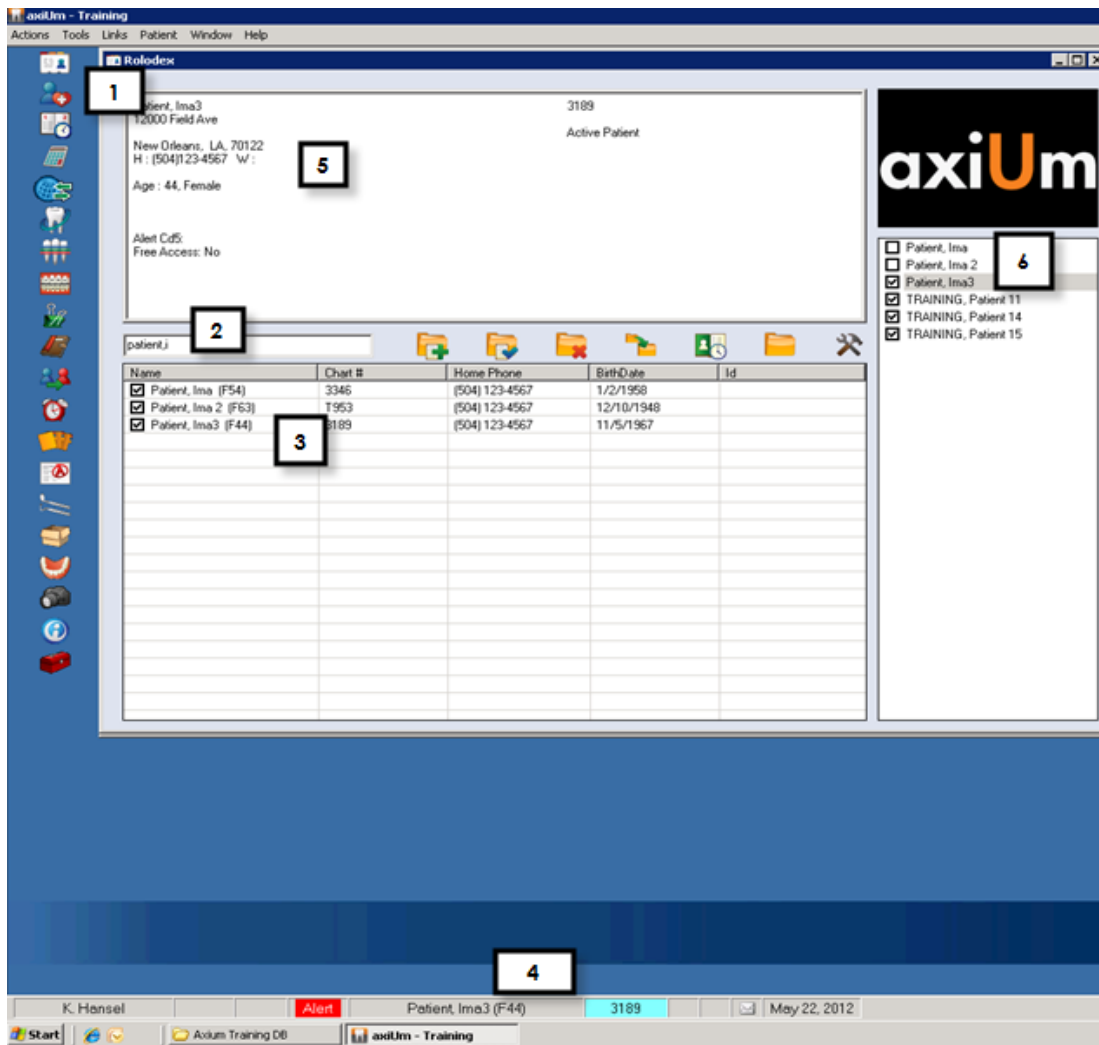 axiUm - Training
Actions Tools Links Patient Window Help
Rolodex
1
Patient, Ima3 3189
12000 Field Ave
Active Patient
New Orleans, LA, 70122
H : (504)123-4567 W :
5
Age : 44, Female
Alert Cd5:
Free Access: No
axiUm
Patient, Ima
Patient, Ima 2
6
Patient, Ima3
TRAINING, Patient 11
TRAINING, Patient 14
TRAINING, Patient 15
2
patient,i
Name Chart # Home Phone BirthDate Id
Patient, Ima (F54) 3346 (504) 123-4567 1/2/1958
Patient, Ima 2 (F63) T953 (504) 123-4567 12/10/1948
Patient, Ima3 (F44) 3189 (504) 123-4567 11/5/1967
3
4
K. Hansel Alert Patient, Ima3 (F44) 3189 May 22, 2012
Start Axium Training DB axiUm - Training